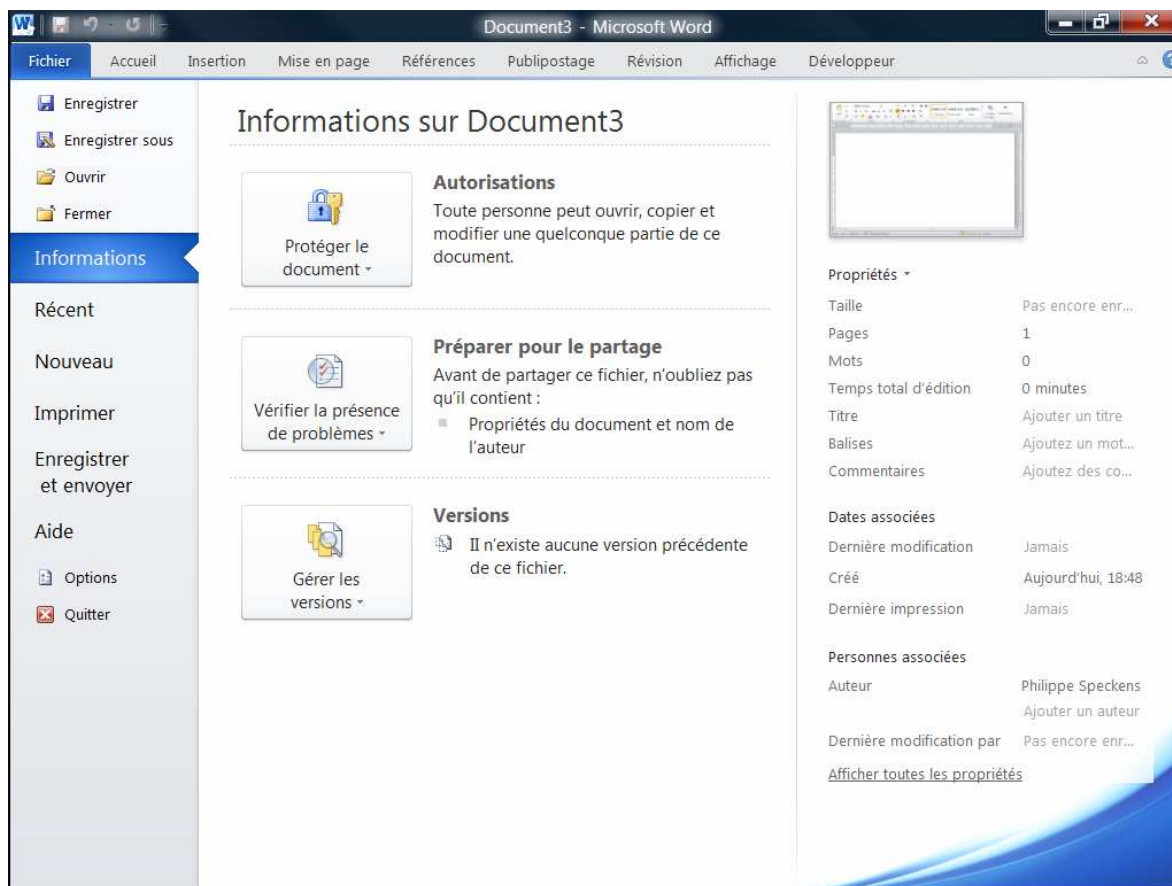 Document3 - Microsoft Word
Fichier Accueil Insertion Mise en page Références Publipostage Révision Affichage Développeur
Enregistrer
Enregistrer sous
Ouvrir
Fermer
Informations
Récent
Nouveau
Imprimer
Enregistrer
et envoyer
Aide
Options
Quitter
Informations sur Document3
Protéger le
document
Autorisations
Toute personne peut ouvrir, copier et
modifier une quelconque partie de ce
document.
Vérifier la présence
de problèmes
Préparer pour le partage
Avant de partager ce fichier, n'oubliez pas
qu'il contient :
Propriétés du document et nom de
l'auteur
Gérer les
versions
Versions
Il n'existe aucune version précédente
de ce fichier.
Propriétés
Taille Pas encore enr...
Pages 1
Mots 0
Temps total d'édition 0 minutes
Titre Ajouter un titre
Balises Ajoutez un mot...
Commentaires Ajoutez des co...
Dates associées
Dernière modification Jamais
Créé Aujourd'hui, 18:48
Dernière impression Jamais
Personnes associées
Auteur Philippe Speckens
Ajouter un auteur
Dernière modification par Pas encore enr...
Afficher toutes les propriétés